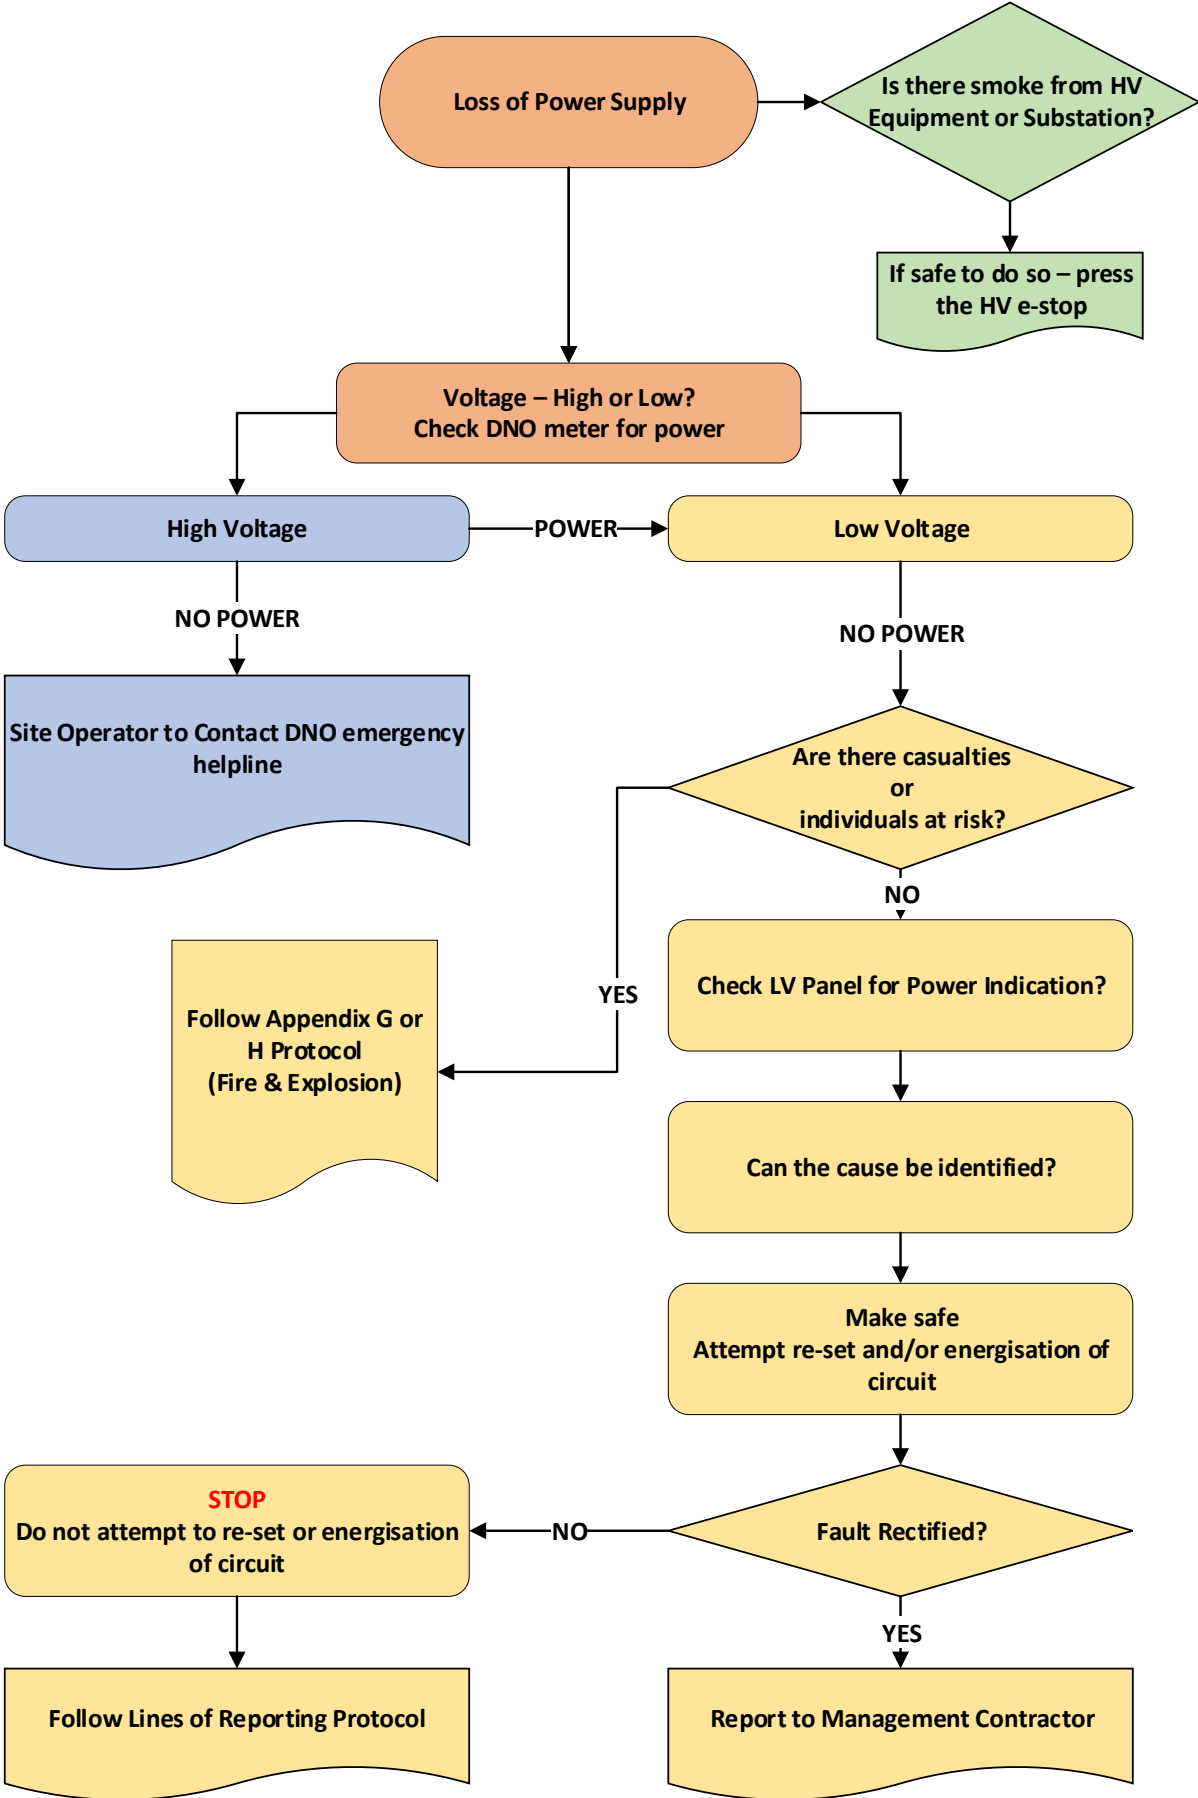 Loss of Power Supply
Is there smoke from HV
Equipment or Substation?
If safe to do so – press
the HV e-stop
Voltage – High or Low?
Check DNO meter for power
High Voltage
POWER
Low Voltage
NO POWER
NO POWER
Site Operator to Contact DNO emergency
helpline
Are there casualties
or
individuals at risk?
NO
YES
Check LV Panel for Power Indication?
Follow Appendix G or
H Protocol
(Fire & Explosion)
Can the cause be identified?
Make safe
Attempt re-set and/or energisation of
circuit
STOP
Do not attempt to re-set or energisation
of circuit
NO
Fault Rectified?
YES
Follow Lines of Reporting Protocol
Report to Management Contractor